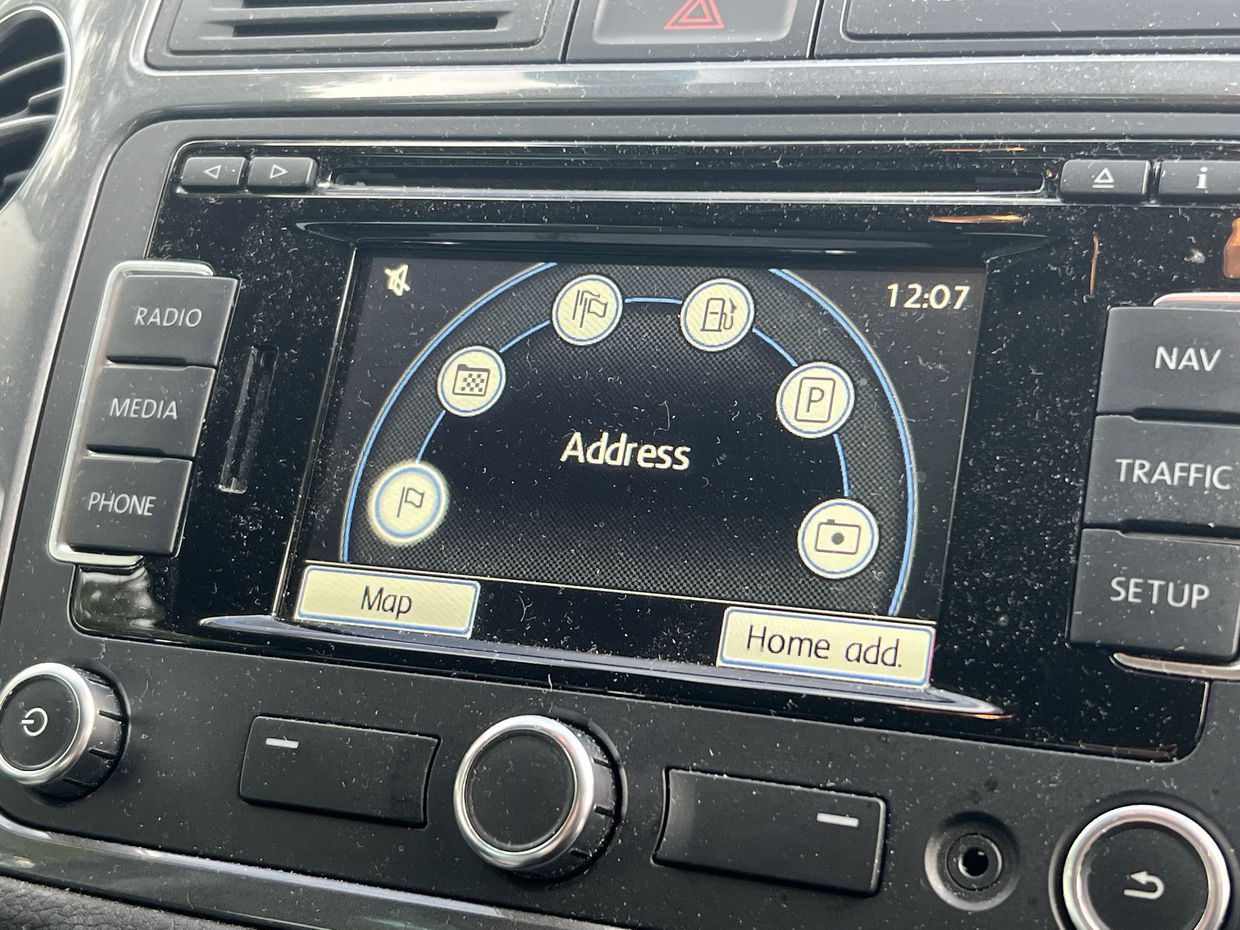 i
RADIO
MEDIA
PHONE
12:07
P
Address
Map
Home add.
NAV
TRAFFIC
SETUP